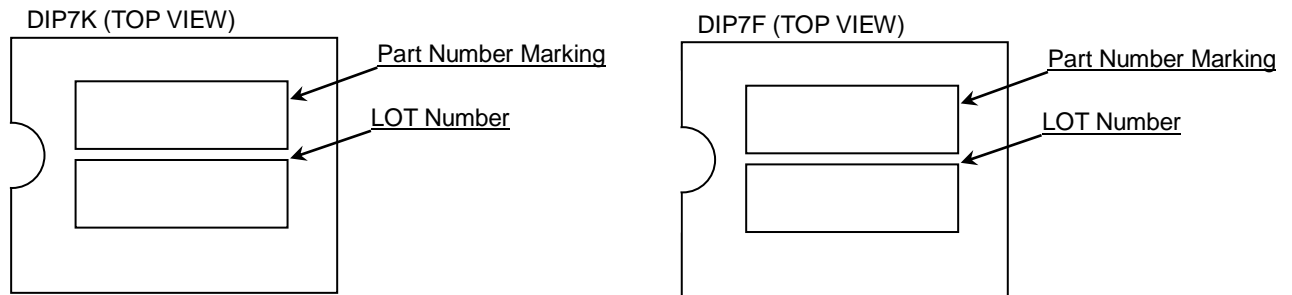 DIP7K (TOP VIEW)
Part Number Marking
LOT Number
DIP7F (TOP VIEW)
Part Number Marking
LOT Number